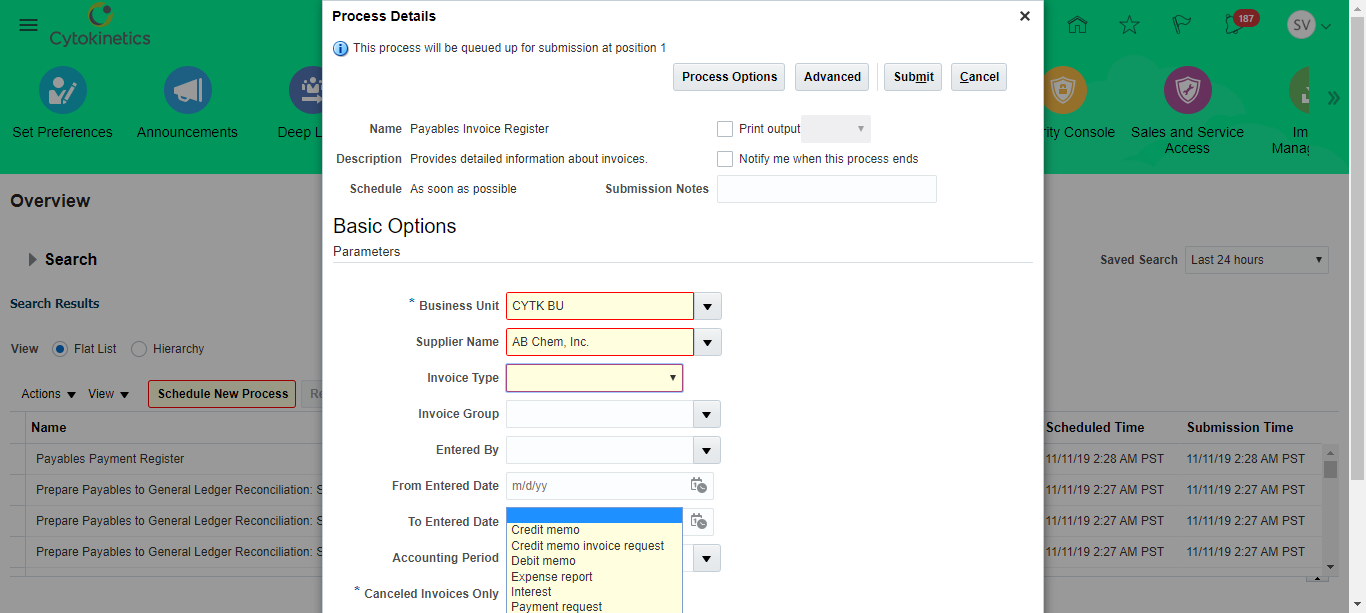 Cytokinetics
187
SV
Set Preferences
Announcements
Deep L
rity Console
Sales and Service
Access
Im
Manag
Process Details
This process will be queued up for submission at position 1
Process Options
Advanced
Submit
Cancel
Name Payables Invoice Register
Print output
Description Provides detailed information about invoices.
Notify me when this process ends
Schedule As soon as possible
Submission Notes
Basic Options
Parameters
* Business Unit CYTK BU
Supplier Name AB Chem, Inc.
Invoice Type
Invoice Group
Entered By
From Entered Date m/d/yy
To Entered Date
Credit memo
Credit memo invoice request
Debit memo
Expense report
Interest
Payment request
Accounting Period
* Canceled Invoices Only
Overview
Search
Saved Search Last 24 hours
Search Results
View Flat List Hierarchy
Actions View Schedule New Process Re
Name Scheduled Time Submission Time
Payables Payment Register 11/11/19 2:28 AM PST 11/11/19 2:28 AM PST
Prepare Payables to General Ledger Reconciliation: S 11/11/19 2:27 AM PST 11/11/19 2:27 AM PST
Prepare Payables to General Ledger Reconciliation: S 11/11/19 2:27 AM PST 11/11/19 2:27 AM PST
Prepare Payables to General Ledger Reconciliation: S 11/11/19 2:27 AM PST 11/11/19 2:27 AM PST